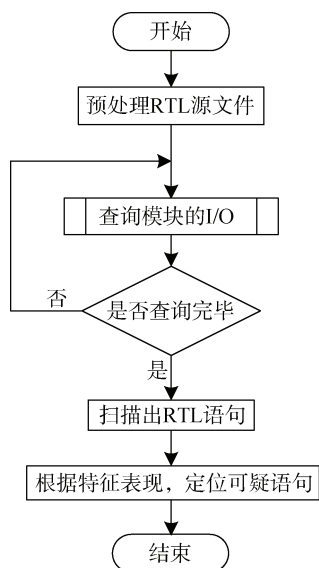 开始
预处理RTL源文件
查询模块的I/O
是否查询完毕
否
是
扫描出RTL语句
根据特征表现，定位可疑语句
结束